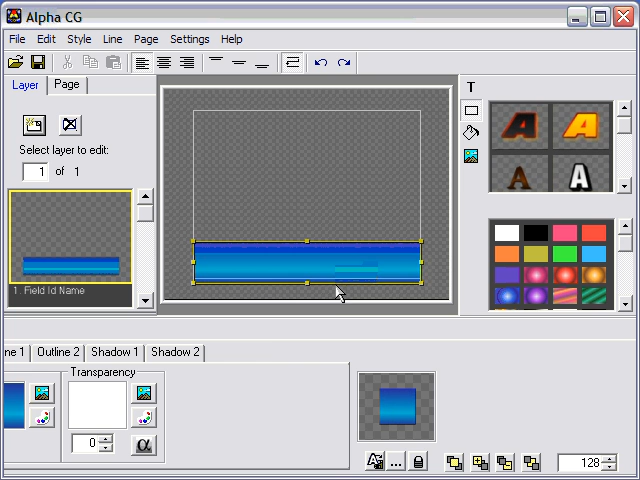 Alpha CG
File Edit Style Line Page Settings Help
Layer Page
Select layer to edit:
1 of 1
1. Field Id Name
T
A A
A A
ne 1 Outline 2 Shadow 1 Shadow 2
Transparency
0 α
A ... 128